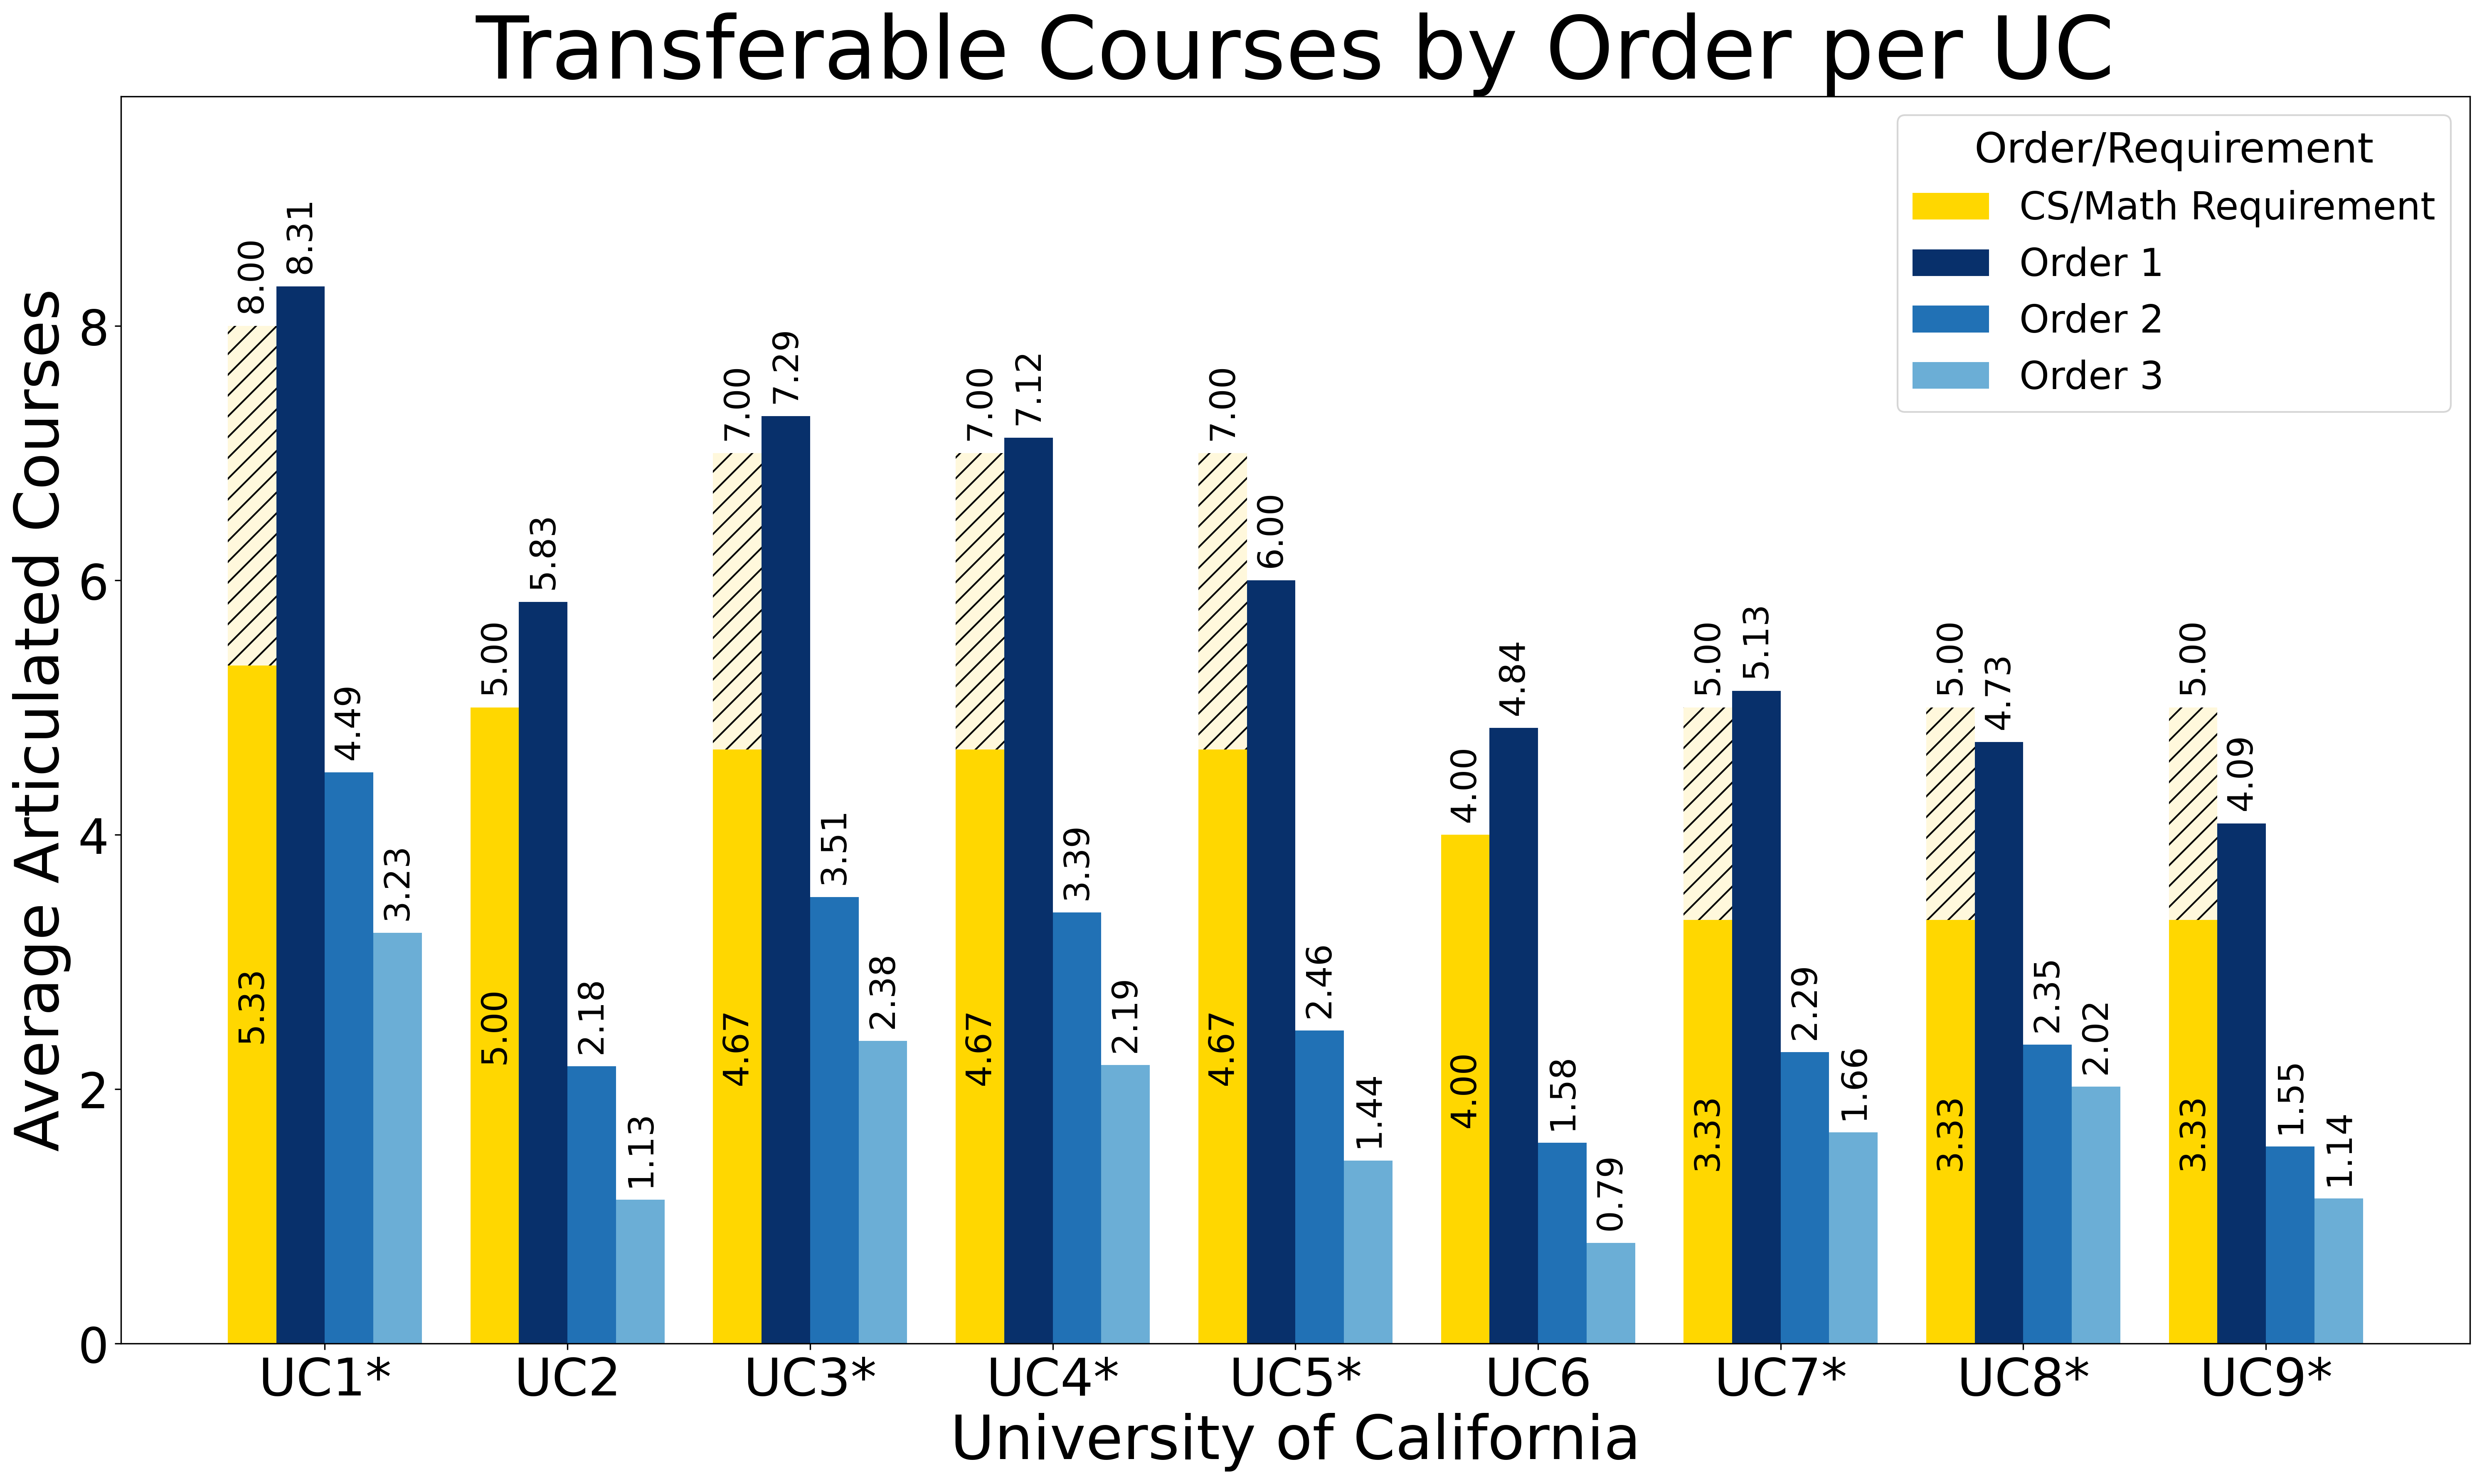 Transferable Courses by Order per UC
Average Articulated Courses
8
6
4
2
0
Order/Requirement
CS/Math Requirement
Order 1
Order 2
Order 3
8.00
5.33
8.31
4.49
3.23
5.00
5.00
5.83
2.18
1.13
7.00
4.67
7.29
3.51
2.38
7.00
4.67
7.12
3.39
2.19
7.00
4.67
6.00
2.46
1.44
4.00
4.00
4.84
1.58
0.79
5.00
3.33
5.13
2.29
1.66
5.00
3.33
4.73
2.35
2.02
5.00
3.33
4.09
1.55
1.14
UC1*
UC2
UC3*
UC4*
UC5*
UC6
UC7*
UC8*
UC9*
University of California